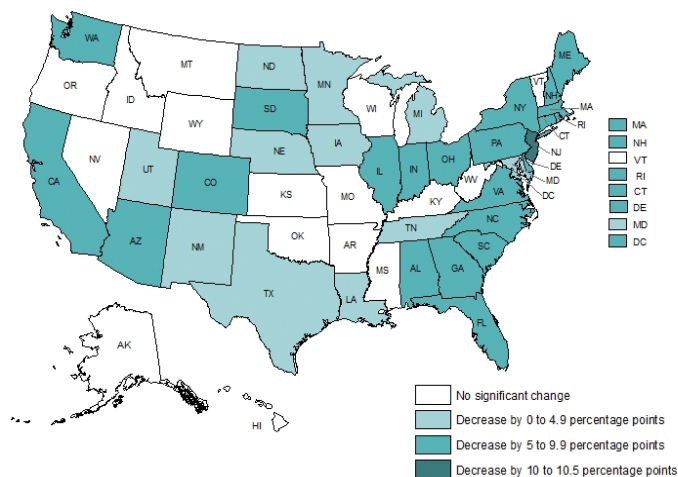 WA
MT
ND
MN
ME
VT
NH
OR
ID
WY
SD
WI
MI
NY
MA
RI
CT
NJ
DE
MD
DC
NV
UT
CO
NE
IA
IL
IN
OH
PA
WV
VA
CA
AZ
NM
KS
MO
KY
NC
TN
SC
OK
AR
MS
AL
GA
TX
LA
FL
AK
HI
MA
NH
VT
RI
CT
DE
MD
DC
No significant change
Decrease by 0 to 4.9 percentage points
Decrease by 5 to 9.9 percentage points
Decrease by 10 to 10.5 percentage points